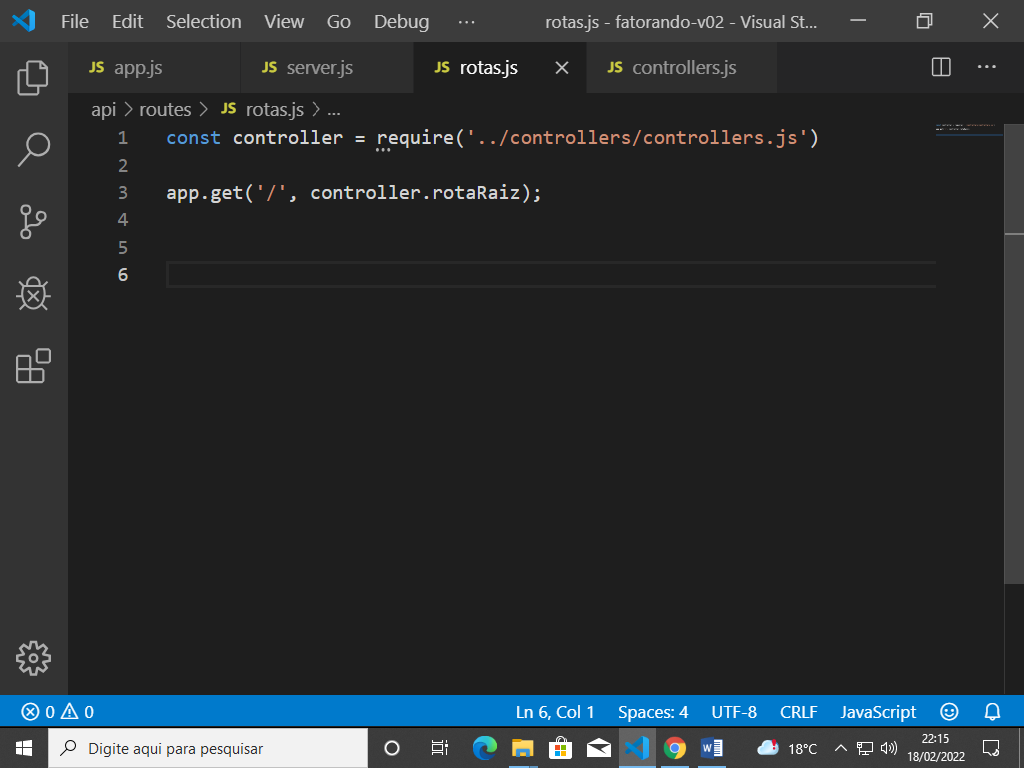 File Edit Selection View Go Debug ··· rotas.js - fatorando-v02 - Visual St...
JS app.js JS server.js JS rotas.js JS controllers.js
api > routes > JS rotas.js > ...
1 const controller = require('../controllers/controllers.js')
2
3 app.get('/', controller.rotaRaiz);
4
5
6
0 0 Ln 6, Col 1 Spaces: 4 UTF-8 CRLF JavaScript
Digite aqui para pesquisar 18°C 22:15
18/02/2022